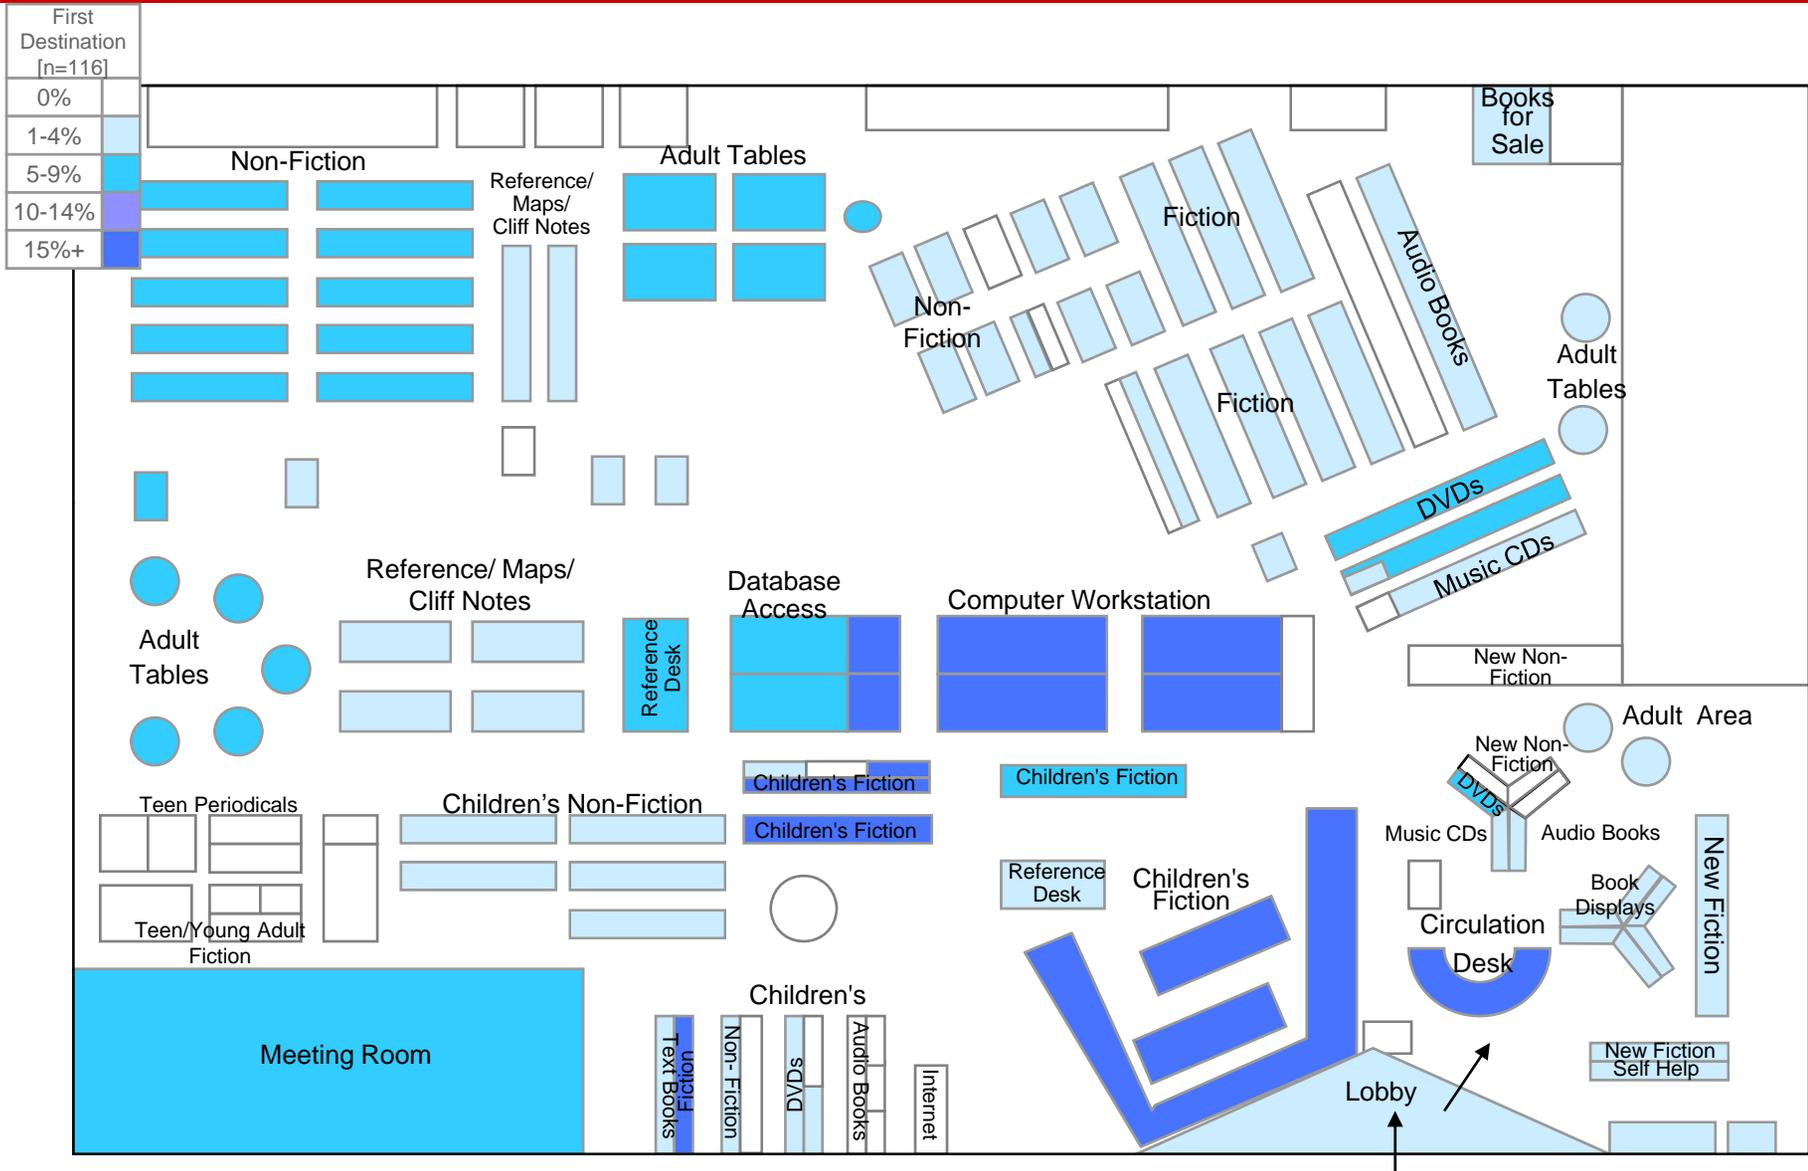 First
Destination
[n=116]
0%
1-4%
5-9%
10-14%
15%+
Non-Fiction
Reference/
Maps/
Cliff Notes
Adult Tables
Non-
Fiction
Fiction
Fiction
Audio Books
Books
for
Sale
Adult
Tables
DVDs
Music CDs
Reference/ Maps/
Cliff Notes
Adult
Tables
Reference
Desk
Database
Access
Computer Workstation
New Non-
Fiction
Adult Area
New Non-
Fiction
DVDs
Music CDs
Audio Books
Teen Periodicals
Children’s Non-Fiction
Children's Fiction
Children's Fiction
Children's Fiction
Reference
Desk
Children's
Fiction
Book
Displays
New Fiction
Circulation
Desk
Teen/Young Adult
Fiction
Meeting Room
Children's
Text Books
Fiction
Non- Fiction
DVDs
Audio Books
Internet
Lobby
New Fiction
Self Help